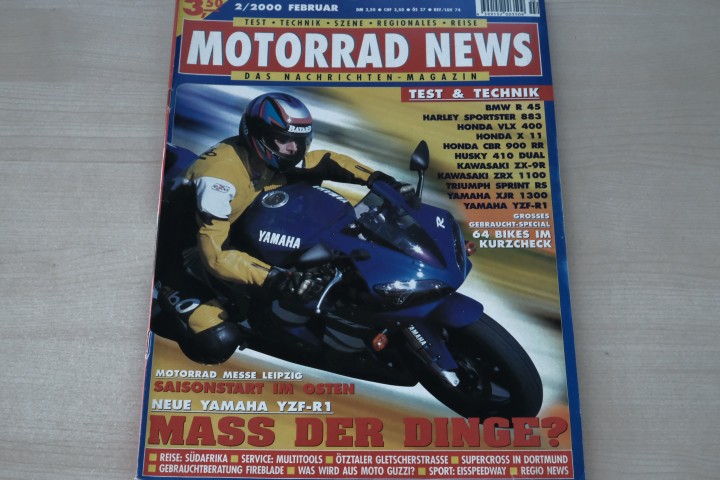 3 50
2/2000 FEBRUAR
TEST • TECHNIK • SZENE • REGIONALES • REISE
MOTORRAD NEWS
DAS NACHRICHTEN-MAGAZIN
TEST & TECHNIK
BMW R 45
HARLEY SPORTSTER 883
HONDA VLX 400
HONDA X 11
HONDA CBR 900 RR
HUSKY 410 DUAL
KAWASAKI ZX-9R
KAWASAKI ZRX 1100
TRIUMPH SPRINT RS
YAMAHA XJR 1300
YAMAHA YZF-R1
GROSSES
GEBRAUCHT-SPECIAL
64 BIKES IM
KURZCHECK
YAMAHA
R
YAMAHA
60
MOTORRAD MESSE LEIPZIG
SAISONSTART IM OSTEN
NEUE YAMAHA YZF-R1
MASS DER DINGE?
REISE: SÜDAFRIKA ■ SERVICE: MULTITOOLS ■ ÖTZTALER GLETSCHERSTRASSE ■ SUPERCROSS IN DORTMUND
GEBRAUCHTBERATUNG FIREBLADE ■ WAS WIRD AUS MOTO GUZZI? ■ SPORT: EISSPEEDWAY ■ REGIO NEWS